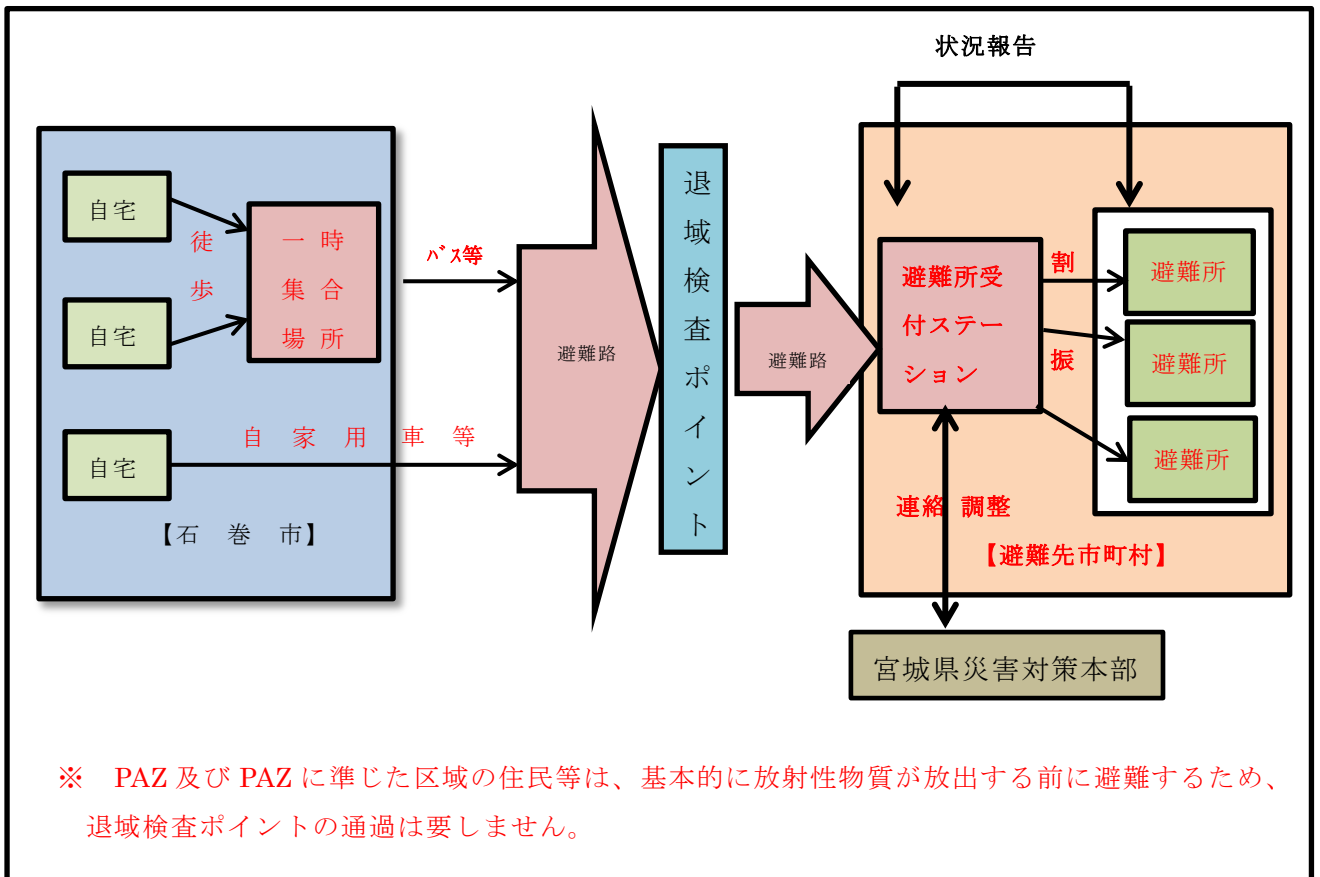 状況報告
自宅
自宅
自宅
徒歩
一時
集合
場所
バス等
自家用車等
【石巻市】
避難路
退域検査ポイント
避難路
避難所受
付ステー
ション
割
振
避難所
避難所
避難所
連絡 調整
【避難先市町村】
宮城県災害対策本部
※ PAZ 及び PAZ に準じた区域の住民等は、基本的に放射性物質が放出する前に避難するため、
退域検査ポイントの通過は要しません。